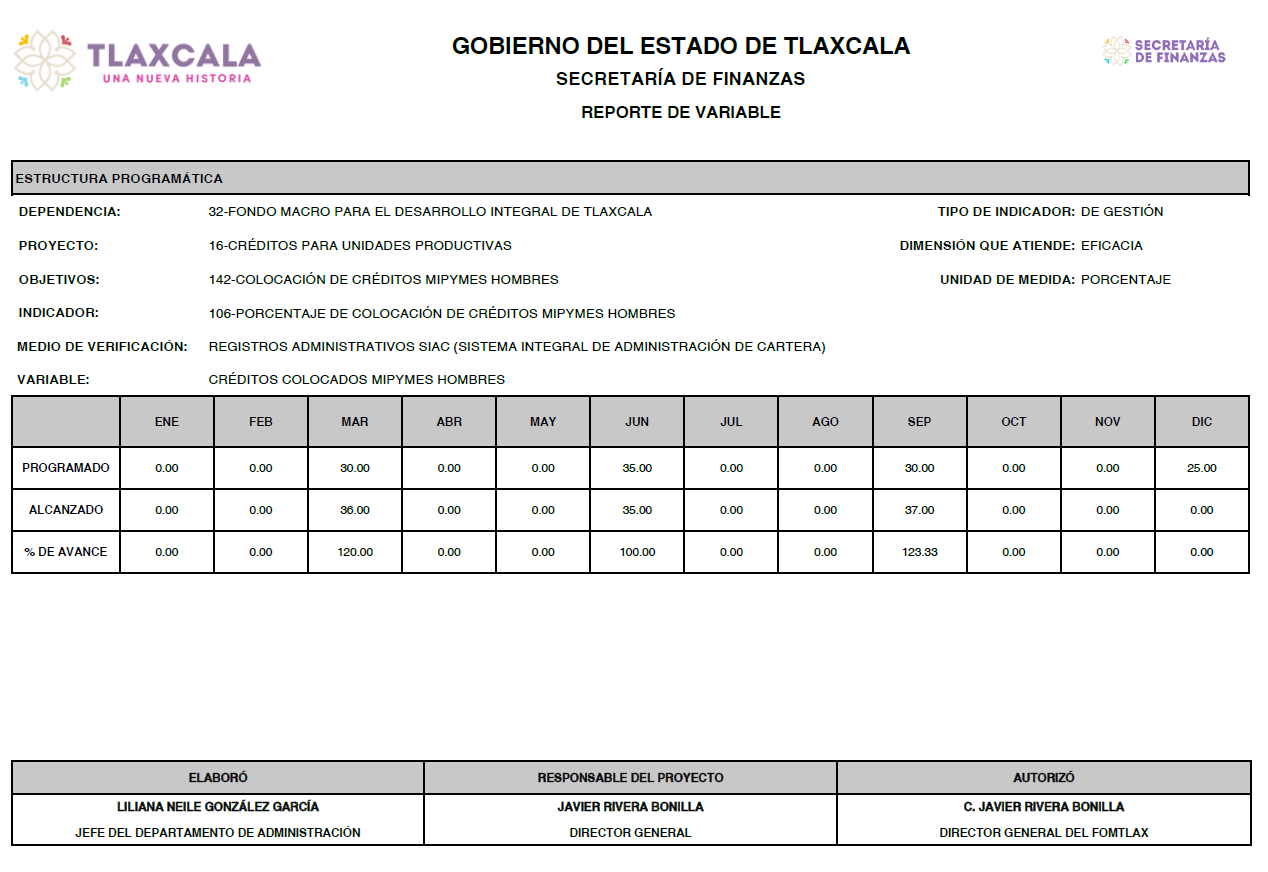 TLAXCALA
UNA NUEVA HISTORIA
GOBIERNO DEL ESTADO DE TLAXCALA
SECRETARÍA DE FINANZAS
REPORTE DE VARIABLE
SECRETARÍA
DE FINANZAS
ESTRUCTURA PROGRAMÁTICA
DEPENDENCIA: 32-FONDO MACRO PARA EL DESARROLLO INTEGRAL DE TLAXCALA TIPO DE INDICADOR: DE GESTIÓN
PROYECTO: 16-CRÉDITOS PARA UNIDADES PRODUCTIVAS DIMENSIÓN QUE ATIENDE: EFICACIA
OBJETIVOS: 142-COLOCACIÓN DE CRÉDITOS MIPYMES HOMBRES UNIDAD DE MEDIDA: PORCENTAJE
INDICADOR: 106-PORCENTAJE DE COLOCACIÓN DE CRÉDITOS MIPYMES HOMBRES
MEDIO DE VERIFICACIÓN: REGISTROS ADMINISTRATIVOS SIAC (SISTEMA INTEGRAL DE ADMINISTRACIÓN DE CARTERA)
VARIABLE: CRÉDITOS COLOCADOS MIPYMES HOMBRES
ENE FEB MAR ABR MAY JUN JUL AGO SEP OCT NOV DIC
PROGRAMADO 0.00 0.00 30.00 0.00 0.00 35.00 0.00 0.00 30.00 0.00 0.00 25.00
ALCANZADO 0.00 0.00 36.00 0.00 0.00 35.00 0.00 0.00 37.00 0.00 0.00 0.00
% DE AVANCE 0.00 0.00 120.00 0.00 0.00 100.00 0.00 0.00 123.33 0.00 0.00 0.00
ELABORÓ RESPONSABLE DEL PROYECTO AUTORIZÓ
LILIANA NEILE GONZÁLEZ GARCÍA JAVIER RIVERA BONILLA C. JAVIER RIVERA BONILLA
JEFE DEL DEPARTAMENTO DE ADMINISTRACIÓN DIRECTOR GENERAL DIRECTOR GENERAL DEL FOMTLAX